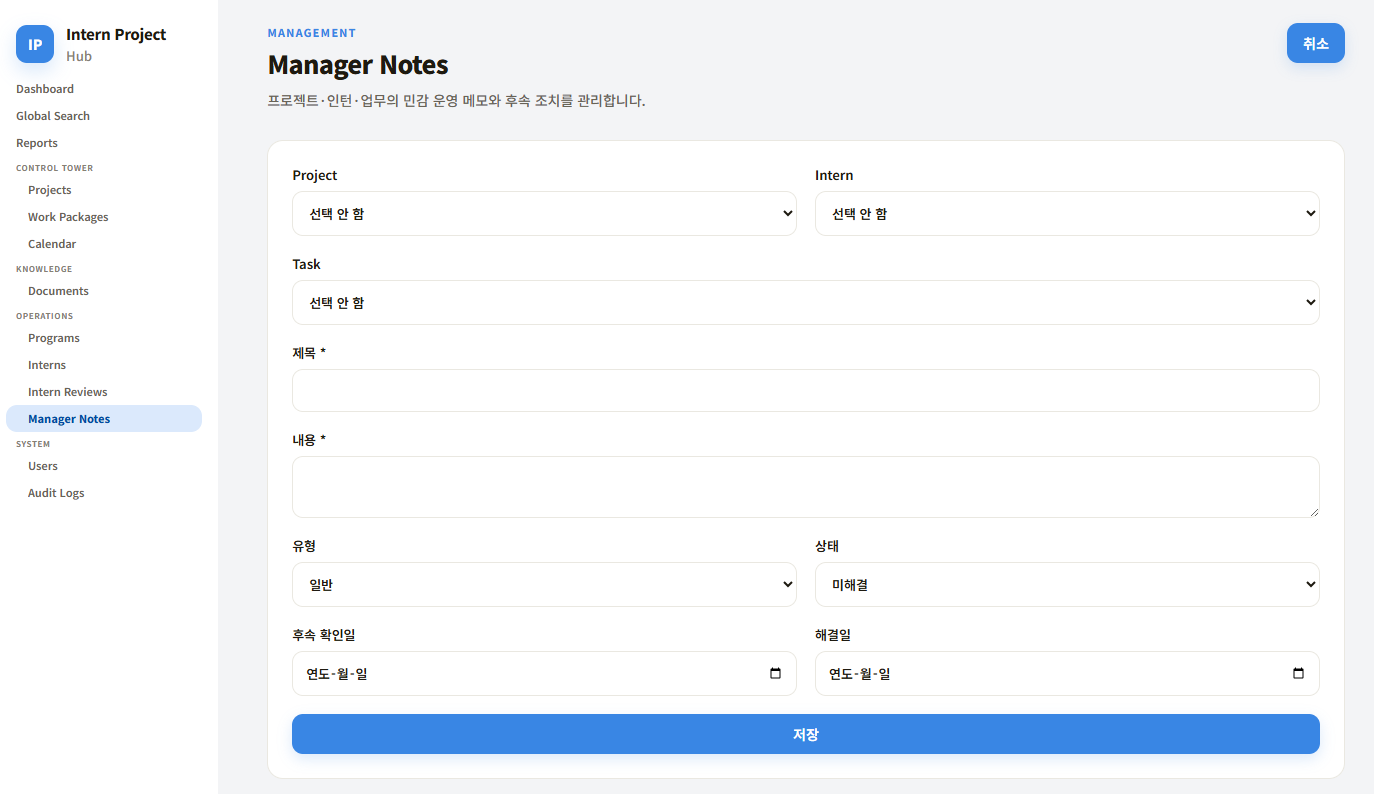 IP
Intern Project
Hub
Dashboard
Global Search
Reports
CONTROL TOWER
Projects
Work Packages
Calendar
KNOWLEDGE
Documents
OPERATIONS
Programs
Interns
Intern Reviews
Manager Notes
SYSTEM
Users
Audit Logs
MANAGEMENT
Manager Notes
프로젝트·인턴·업무의 민감 운영 메모와 후속 조치를 관리합니다.
취소
Project
선택 안 함
Intern
선택 안 함
Task
선택 안 함
제목 *
내용 *
유형
일반
상태
미해결
후속 확인일
연도-월-일
해결일
연도-월-일
저장